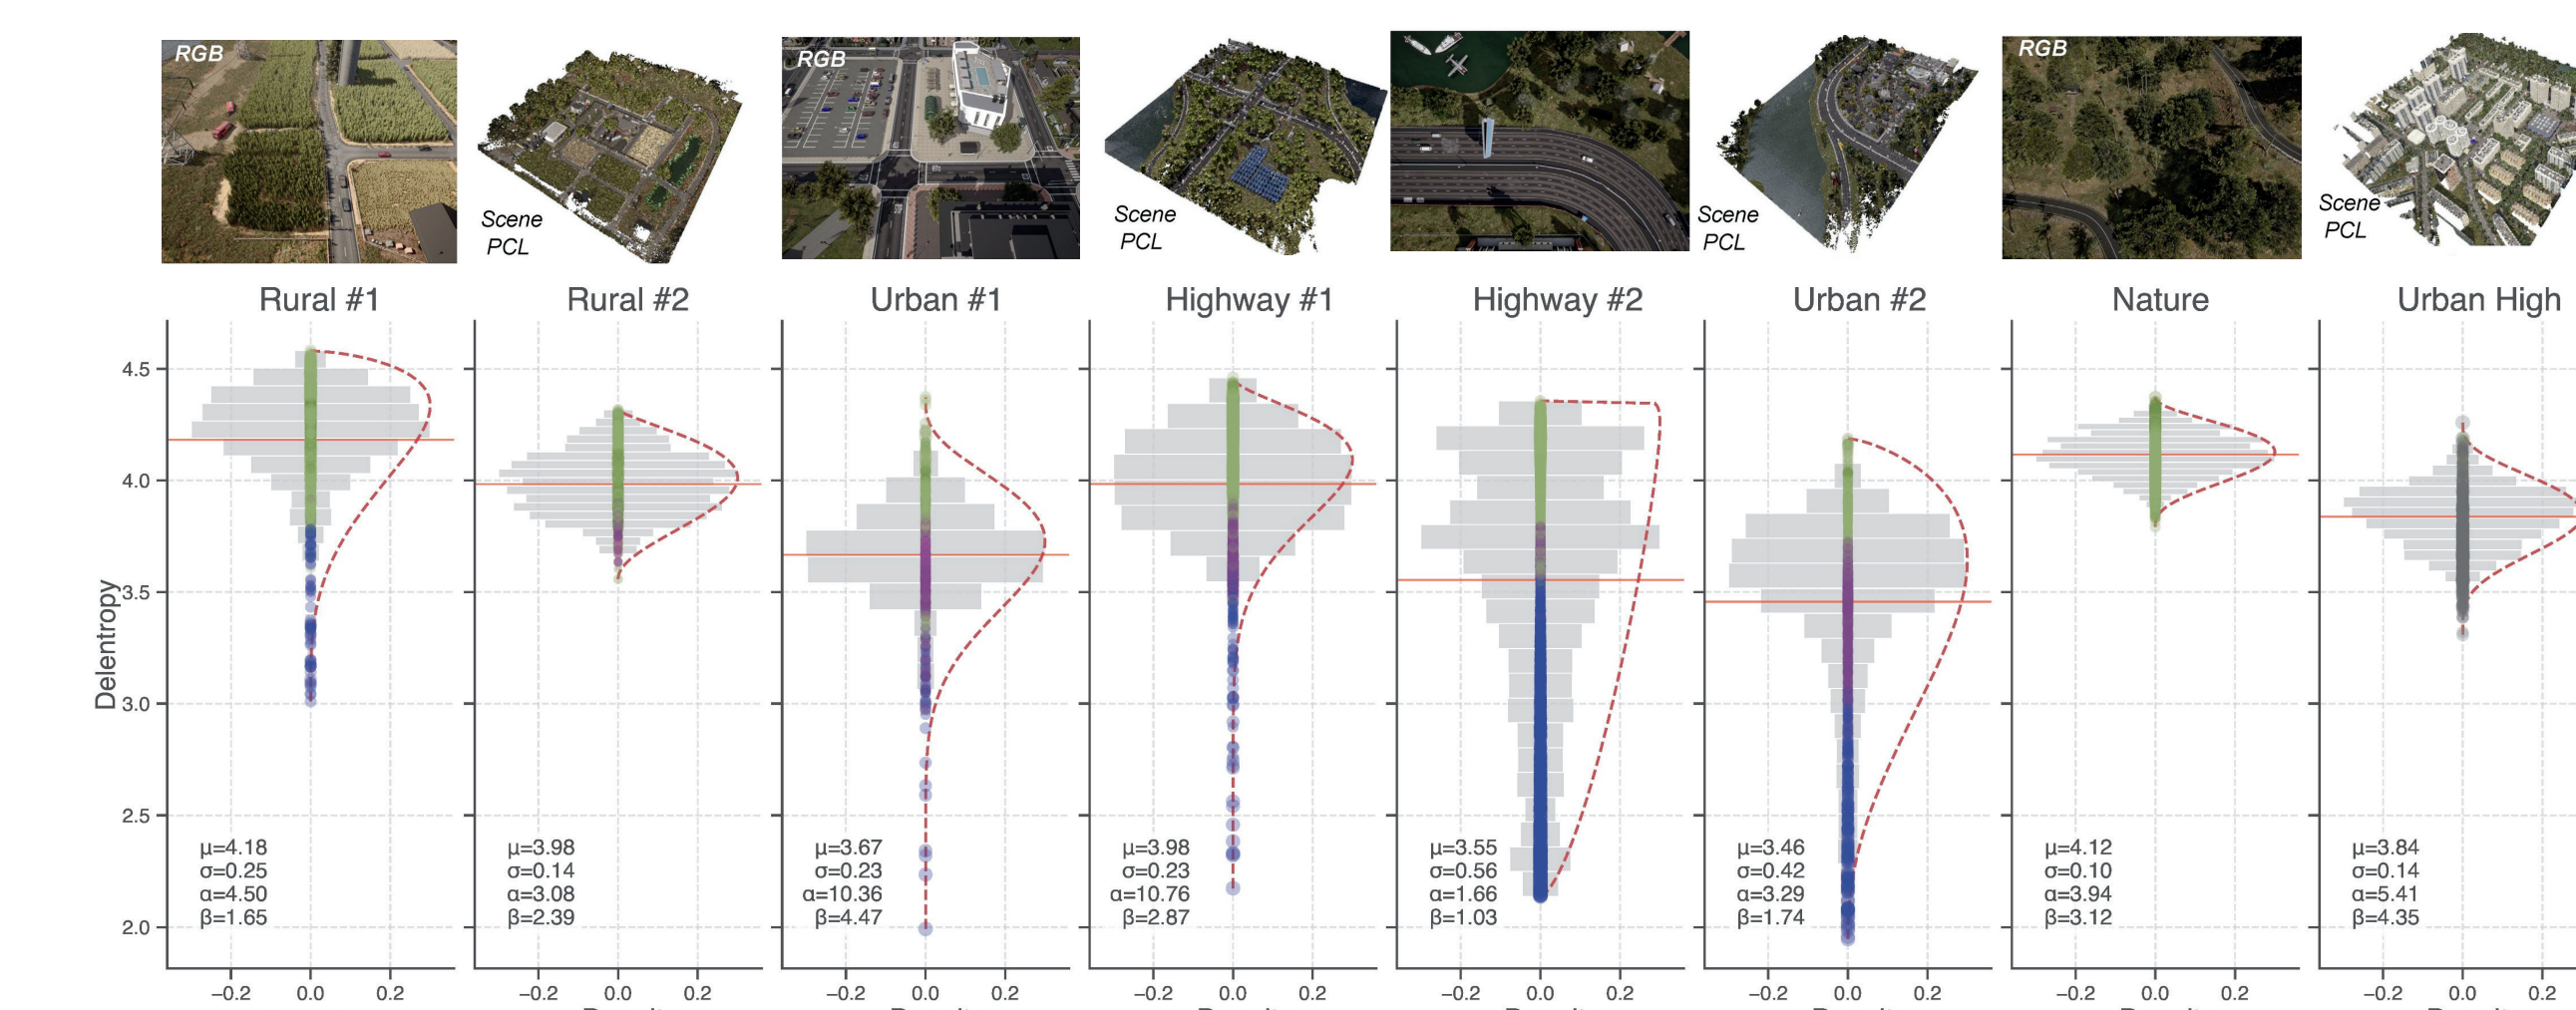 RGB
Scene
PCL
RGB
Scene
PCL
Scene
PCL
RGB
Scene
PCL
Rural #1
Rural #2
Urban #1
Highway #1
Highway #2
Urban #2
Nature
Urban High
Delentropy
4.5
4.0
3.5
3.0
2.5
2.0
μ=4.18
σ=0.25
α=4.50
β=1.65
μ=3.98
σ=0.14
α=3.08
β=2.39
μ=3.67
σ=0.23
α=10.36
β=4.47
μ=3.98
σ=0.23
α=10.76
β=2.87
μ=3.55
σ=0.56
α=1.66
β=1.03
μ=3.46
σ=0.42
α=3.29
β=1.74
μ=4.12
σ=0.10
α=3.94
β=3.12
μ=3.84
σ=0.14
α=5.41
β=4.35
−0.2 0.0 0.2
−0.2 0.0 0.2
−0.2 0.0 0.2
−0.2 0.0 0.2
−0.2 0.0 0.2
−0.2 0.0 0.2
−0.2 0.0 0.2
−0.2 0.0 0.2